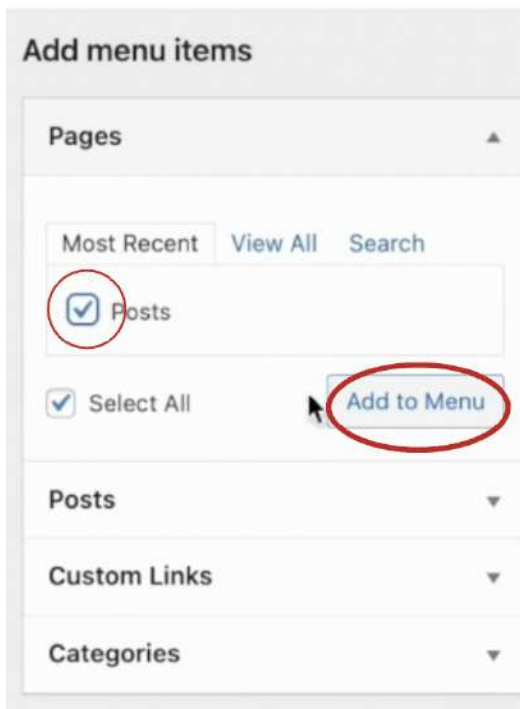 Add menu items
Pages
Most Recent View All Search
Posts
Select All Add to Menu
Posts
Custom Links
Categories